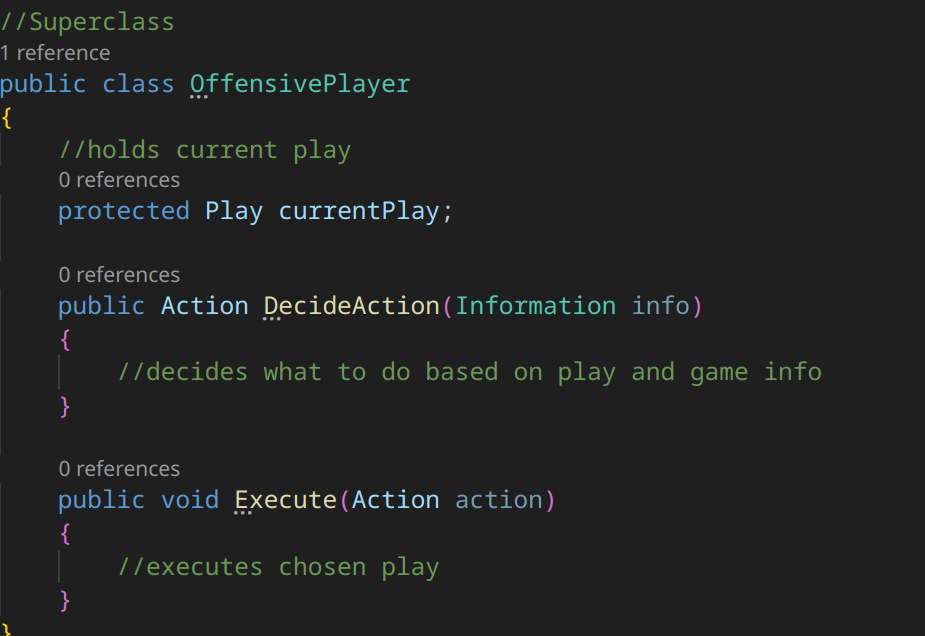 //Superclass
1 reference
public class OffensivePlayer
{
//holds current play
0 references
protected Play currentPlay;
0 references
public Action DecideAction(Information info)
{
//decides what to do based on play and game info
}
0 references
public void Execute(Action action)
{
//executes chosen play
}
}